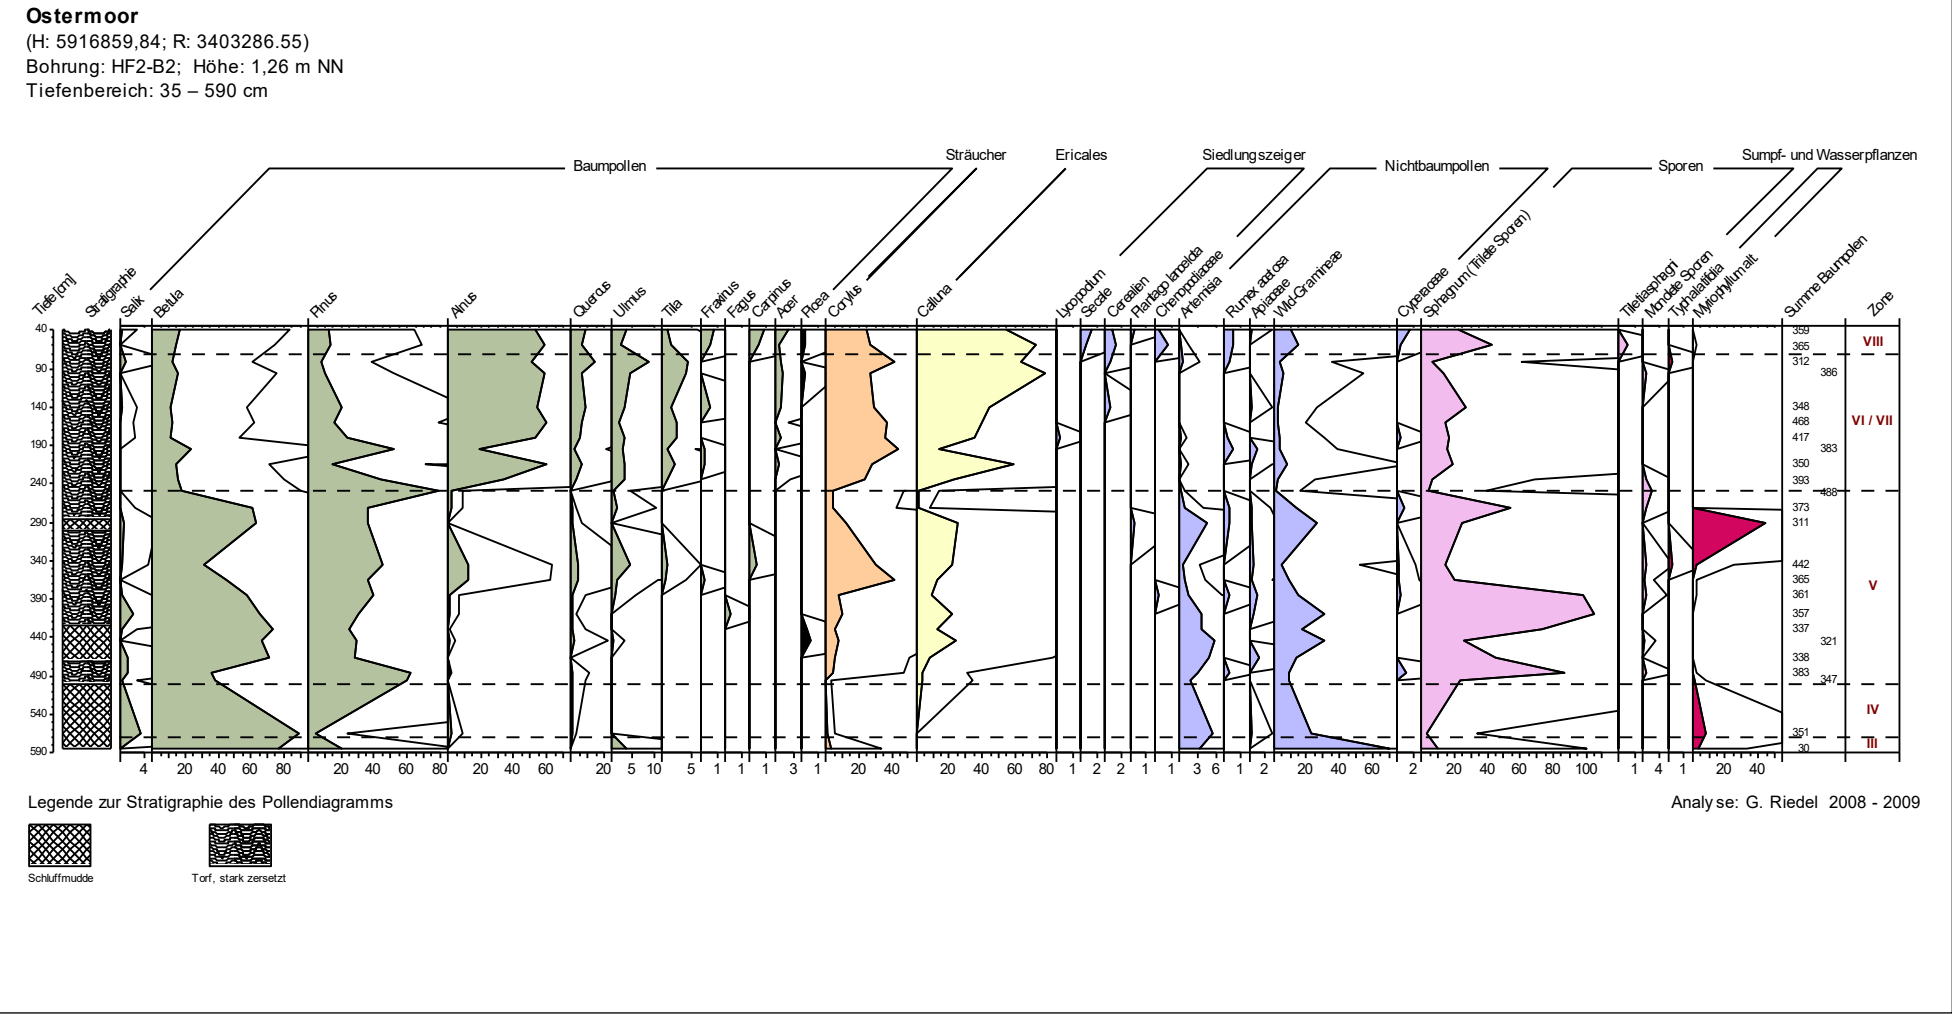 Ostermoor
(H: 5916859,84; R: 3403286.55)
Bohrung: HF2-B2; Höhe: 1,26 m NN
Tiefenbereich: 35 – 590 cm
Baumpollen
Sträucher
Ericales
Siedlungszeiger
Nichtbaumpollen
Sporen
Sumpf- und Wasserpflanzen
Tiefe [cm]
Stratigraphie
Salix
Betula
Pinus
Alnus
Quercus
Ulmus
Tilia
Fraxinus
Fagus
Carpinus
Acer
Picea
Corylus
Calluna
Lycopodium
Secale
Cerealien
Plantago lanceolata
Chenopodiaceae
Artemisia
Rumex acetosa
Apiaceae
Wild-Gramineae
Cyperaceae
Sphagnum (Trilete Sporen)
Tilletia sphagni
Monolete Sporen
Typha latifolia
Myriophyllum alt
Summe Baumpollen
Zone
40
90
140
190
240
290
340
390
440
490
540
590
359
365
312
386
348
468
417
383
350
393
488
373
311
442
365
361
357
337
321
338
383
347
351
30
VIII
VI / VII
V
IV
III
4 20 40 60 80 20 40 60 80 20 40 60 20 5 10 5 1 1 1 3 1 20 40 20 40 60 80 1 2 2 1 1 3 6 1 2 20 40 60 2 20 40 60 80 100 1 4 1 20 40
Legende zur Stratigraphie des Pollendiagramms
Analyse: G. Riedel 2008 - 2009
Schluffmudde
Torf, stark zersetzt